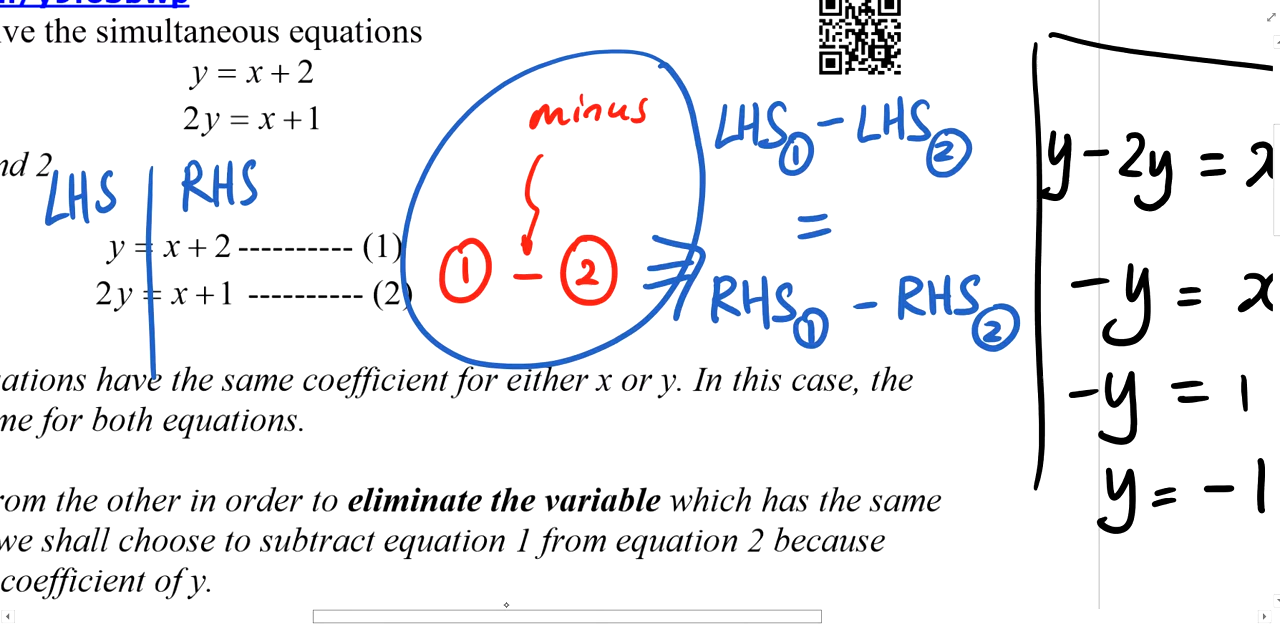 ve the simultaneous equations
y = x + 2
2y = x + 1
nd 2
LHS RHS
y = x + 2 ---------- (1)
2y = x + 1 ---------- (2)
minus
① - ②
LHS① - LHS②
=
RHS① - RHS②
y - 2y = x
- y = x
- y = 1
y = - 1
ations have the same coefficient for either x or y. In this case, the
me for both equations.
rom the other in order to eliminate the variable which has the same
we shall choose to subtract equation 1 from equation 2 because
coefficient of y.